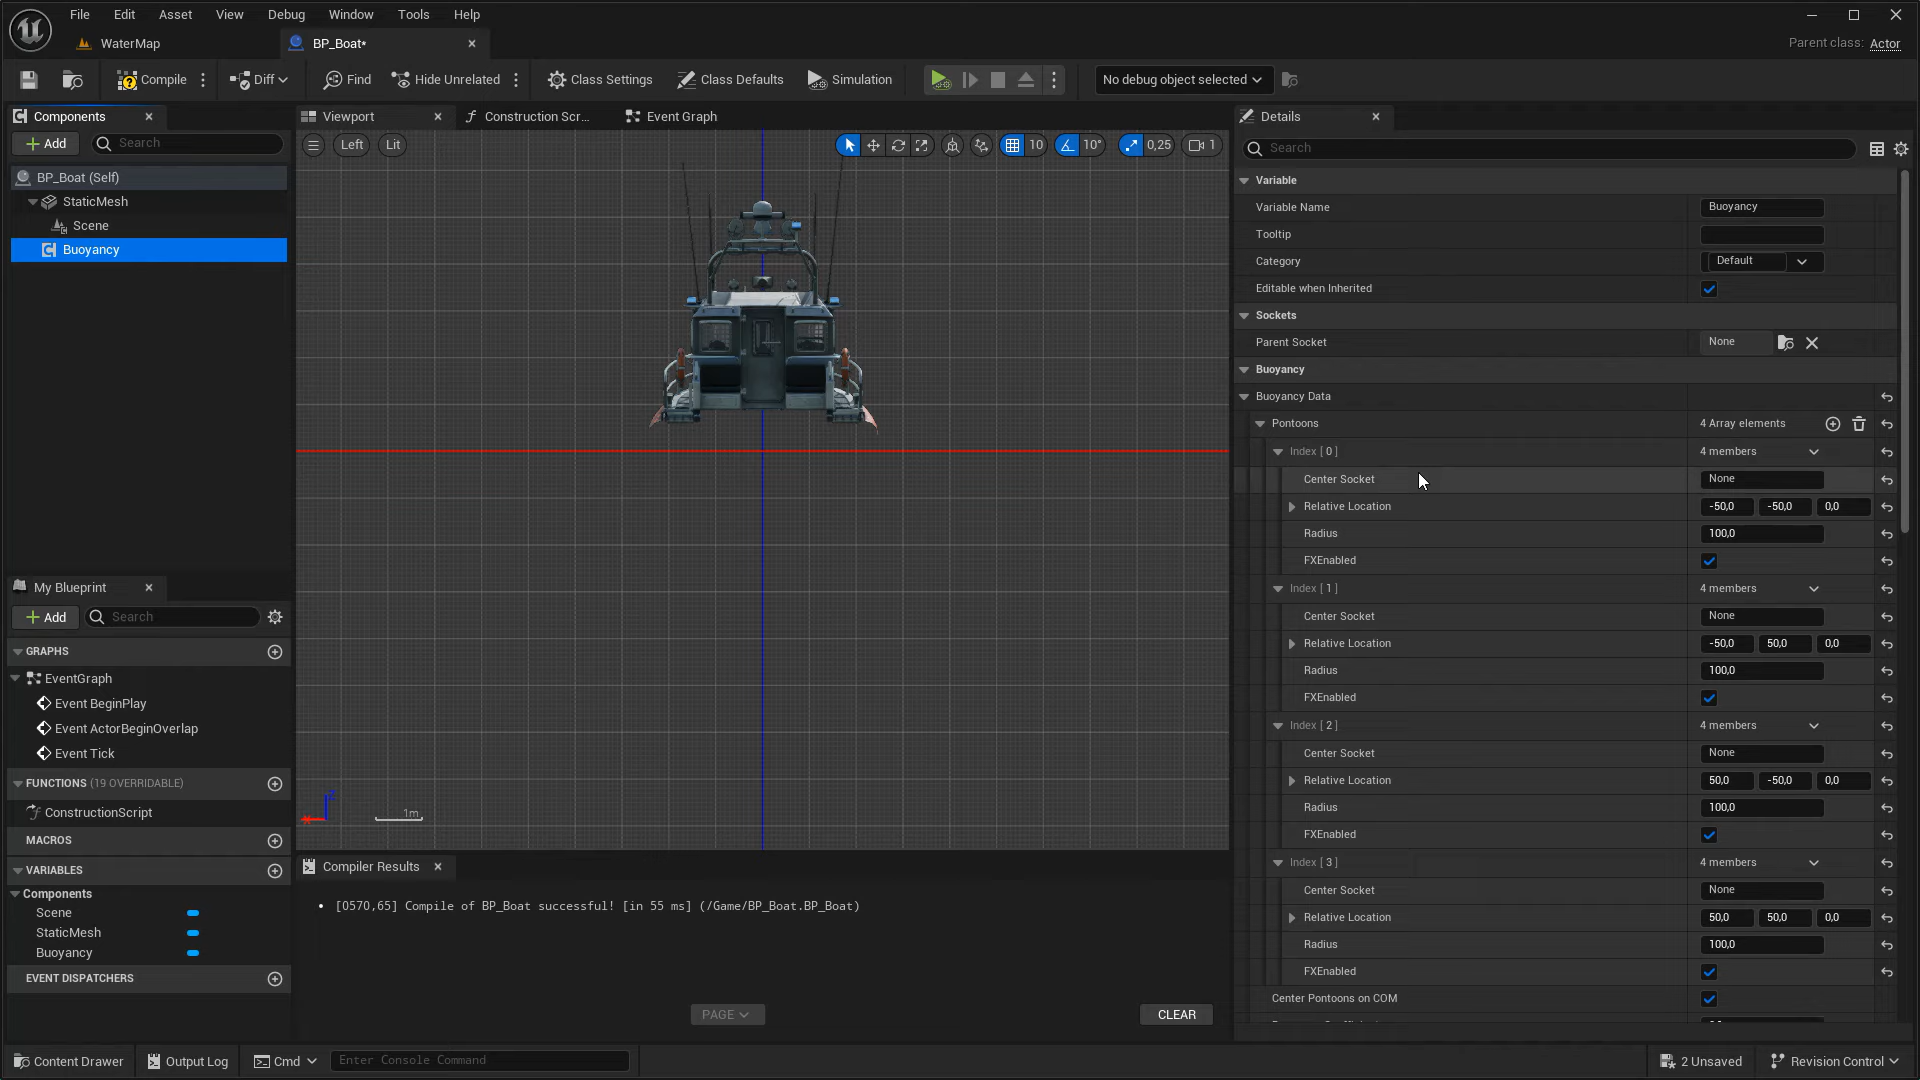 File Edit Asset View Debug Window Tools Help
WaterMap
BP_Boat*
Parent class: Actor
Compile
Diff
Find
Hide Unrelated
Class Settings
Class Defaults
Simulation
No debug object selected
Components
Add
Search
BP_Boat (Self)
StaticMesh
Scene
Buoyancy
My Blueprint
Add
Search
GRAPHS
EventGraph
Event BeginPlay
Event ActorBeginOverlap
Event Tick
FUNCTIONS (19 OVERRIDABLE)
ConstructionScript
MACROS
VARIABLES
Components
Scene
StaticMesh
Buoyancy
EVENT DISPATCHERS
Viewport
Construction Scr...
Event Graph
Left
Lit
10
10°
0,25
1
1m
Compiler Results
[0570,65] Compile of BP_Boat successful! [in 55 ms] (/Game/BP_Boat.BP_Boat)
PAGE
CLEAR
Details
Search
Variable
Variable Name Buoyancy
Tooltip
Category Default
Editable when Inherited
Sockets
Parent Socket None
Buoyancy
Buoyancy Data
Pontoons 4 Array elements
Index [ 0 ] 4 members
Center Socket None
Relative Location -50,0 -50,0 0,0
Radius 100,0
FXEnabled
Index [ 1 ] 4 members
Center Socket None
Relative Location -50,0 50,0 0,0
Radius 100,0
FXEnabled
Index [ 2 ] 4 members
Center Socket None
Relative Location 50,0 -50,0 0,0
Radius 100,0
FXEnabled
Index [ 3 ] 4 members
Center Socket None
Relative Location 50,0 50,0 0,0
Radius 100,0
FXEnabled
Center Pontoons on COM
Content Drawer
Output Log
Cmd
Enter Console Command
2 Unsaved
Revision Control